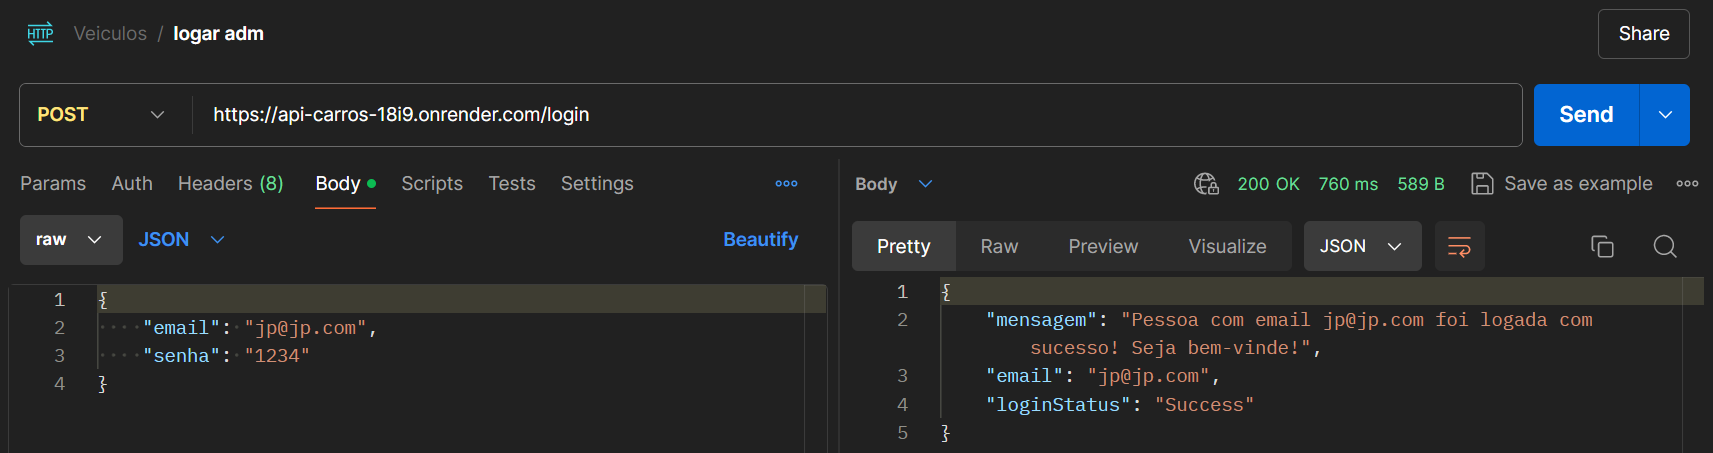 HTTP Veiculos / logar adm
Share
POST https://api-carros-18i9.onrender.com/login
Send
Params Auth Headers (8) Body Scripts Tests Settings
raw JSON Beautify
1 {
2 "email": "jp@jp.com",
3 "senha": "1234"
4 }
Body 200 OK 760 ms 589 B Save as example
Pretty Raw Preview Visualize JSON
1 {
2 "mensagem": "Pessoa com email jp@jp.com foi logada com
sucesso! Seja bem-vinde!",
3 "email": "jp@jp.com",
4 "loginStatus": "Success"
5 }